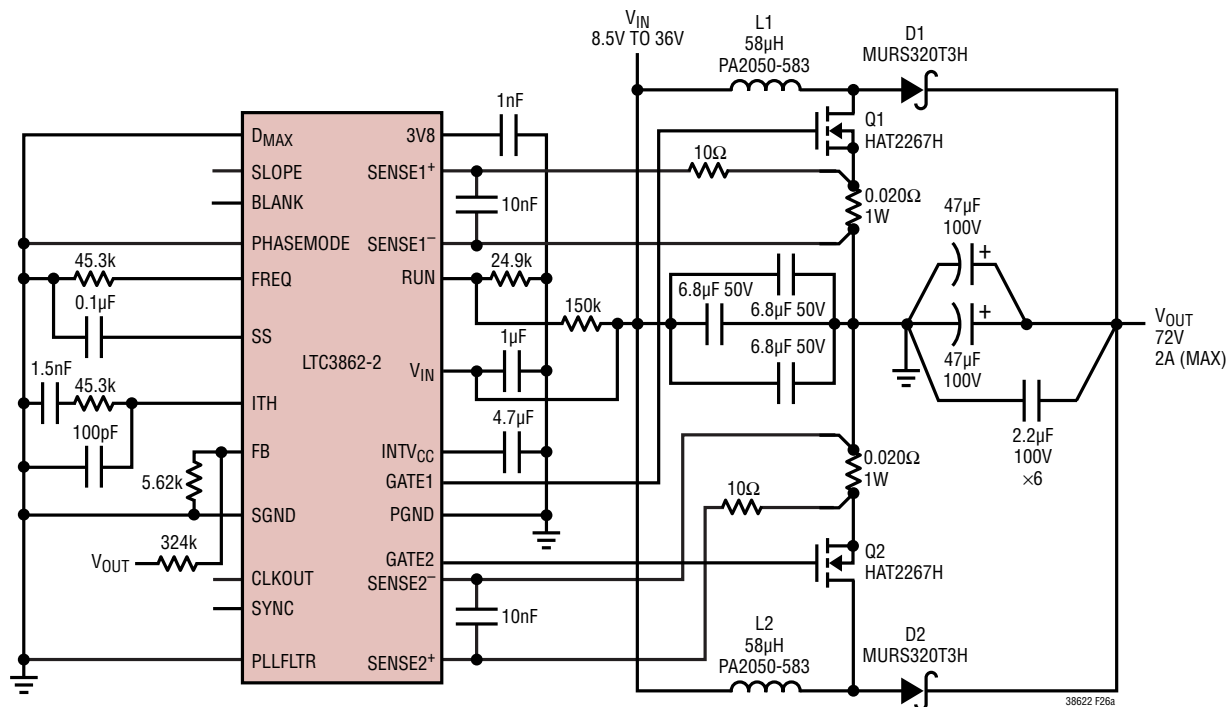 VIN
8.5V TO 36V
L1
58µH
PA2050-583
D1
MURS320T3H
1nF
DMAX
3V8
Q1
HAT2267H
SLOPE
SENSE1+
10Ω
BLANK
10nF
0.020Ω
1W
47µF
100V
PHASEMODE
SENSE1–
45.3k
FREQ
RUN
24.9k
0.1µF
150k
6.8µF 50V
6.8µF 50V
SS
1µF
VOUT
72V
2A (MAX)
LTC3862-2
6.8µF 50V
47µF
100V
1.5nF
45.3k
VIN
ITH
100pF
4.7µF
2.2µF
100V
×6
FB
INTVCC
0.020Ω
1W
5.62k
GATE1
10Ω
SGND
PGND
324k
VOUT
GATE2
Q2
HAT2267H
CLKOUT
SENSE2–
SYNC
10nF
L2
58µH
PA2050-583
D2
MURS320T3H
PLLFLTR
SENSE2+
38622 F26a